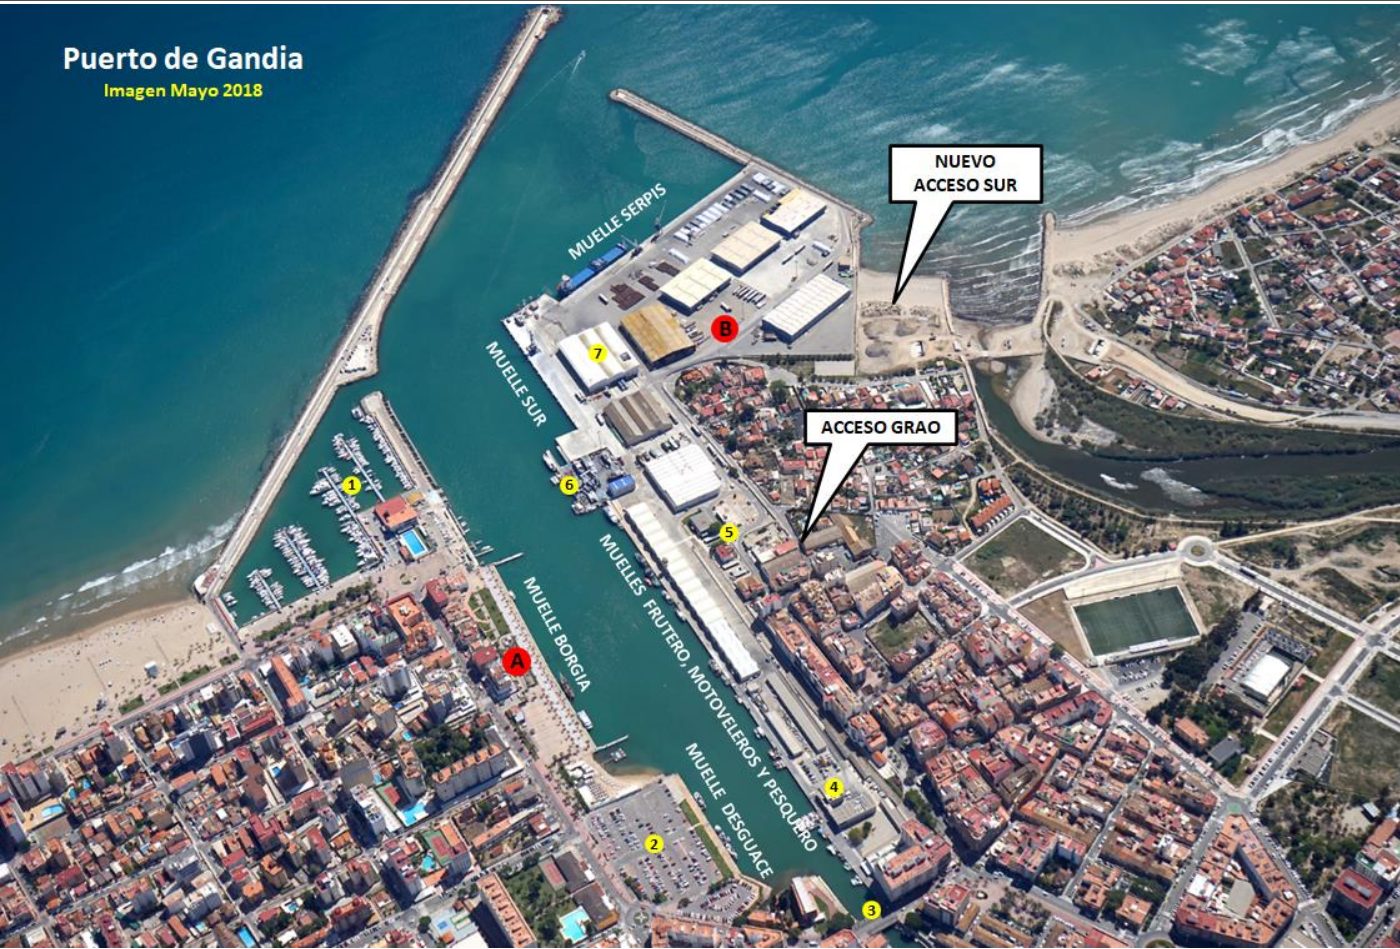 Puerto de Gandia
Imagen Mayo 2018
NUEVO
ACCESO SUR
MUELLE SERPIS
B
7
MUELLE SUR
ACCESO GRAO
1
6
5
MUELLES FRUTERO, MOTOVELEROS Y PESQUERO
MUELLE BORGIA
A
MUELLE DESGUACE
4
2
3